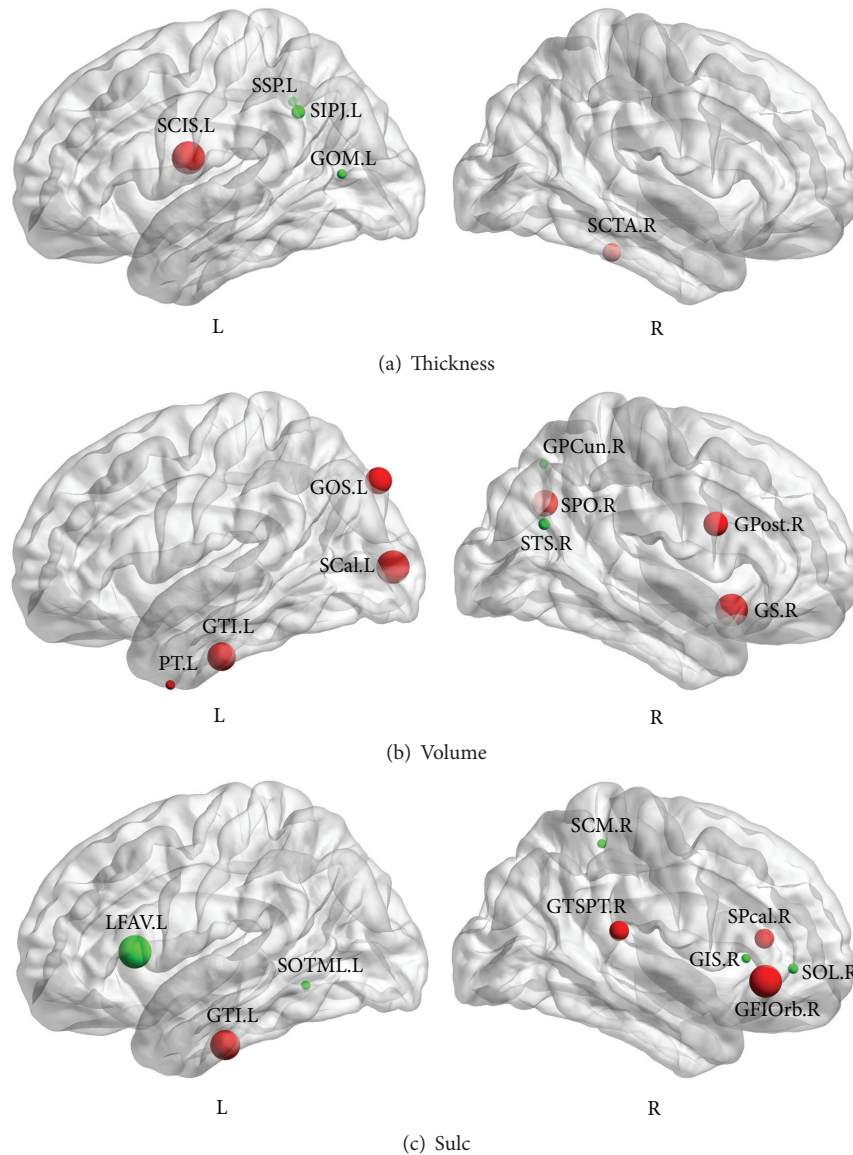 SSP.L
SIPJ.L
SCIS.L
GOM.L
SCTA.R
L
R
(a) Thickness
GOS.L
SCal.L
GTI.L
PT.L
GPCun.R
SPO.R
STS.R
GPost.R
GS.R
L
R
(b) Volume
LFAV.L
SOTML.L
GTI.L
SCM.R
GTSPT.R
SPcal.R
GIS.R
SOL.R
GFIOrb.R
L
R
(c) Sulc